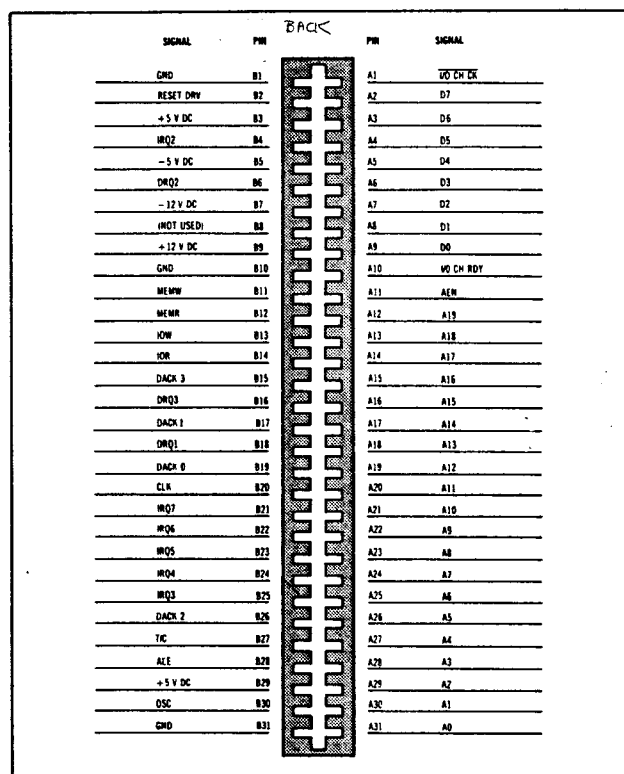 BACK
SIGNAL PIN PIN SIGNAL
GND B1 A1 I/O CH CK
RESET DRV B2 A2 D7
+5 V DC B3 A3 D6
IRQ2 B4 A4 D5
-5 V DC B5 A5 D4
DRQ2 B6 A6 D3
-12 V DC B7 A7 D2
(NOT USED) B8 A8 D1
+12 V DC B9 A9 D0
GND B10 A10 I/O CH RDY
MEMW B11 A11 AEN
MEMR B12 A12 A19
IOW B13 A13 A18
IOR B14 A14 A17
DACK 3 B15 A15 A16
DRQ3 B16 A16 A15
DACK 1 B17 A17 A14
DRQ1 B18 A18 A13
DACK 0 B19 A19 A12
CLK B20 A20 A11
IRQ7 B21 A21 A10
IRQ6 B22 A22 A9
IRQ5 B23 A23 A8
IRQ4 B24 A24 A7
IRQ3 B25 A25 A6
DACK 2 B26 A26 A5
T/C B27 A27 A4
ALE B28 A28 A3
+5 V DC B29 A29 A2
OSC B30 A30 A1
GND B31 A31 A0